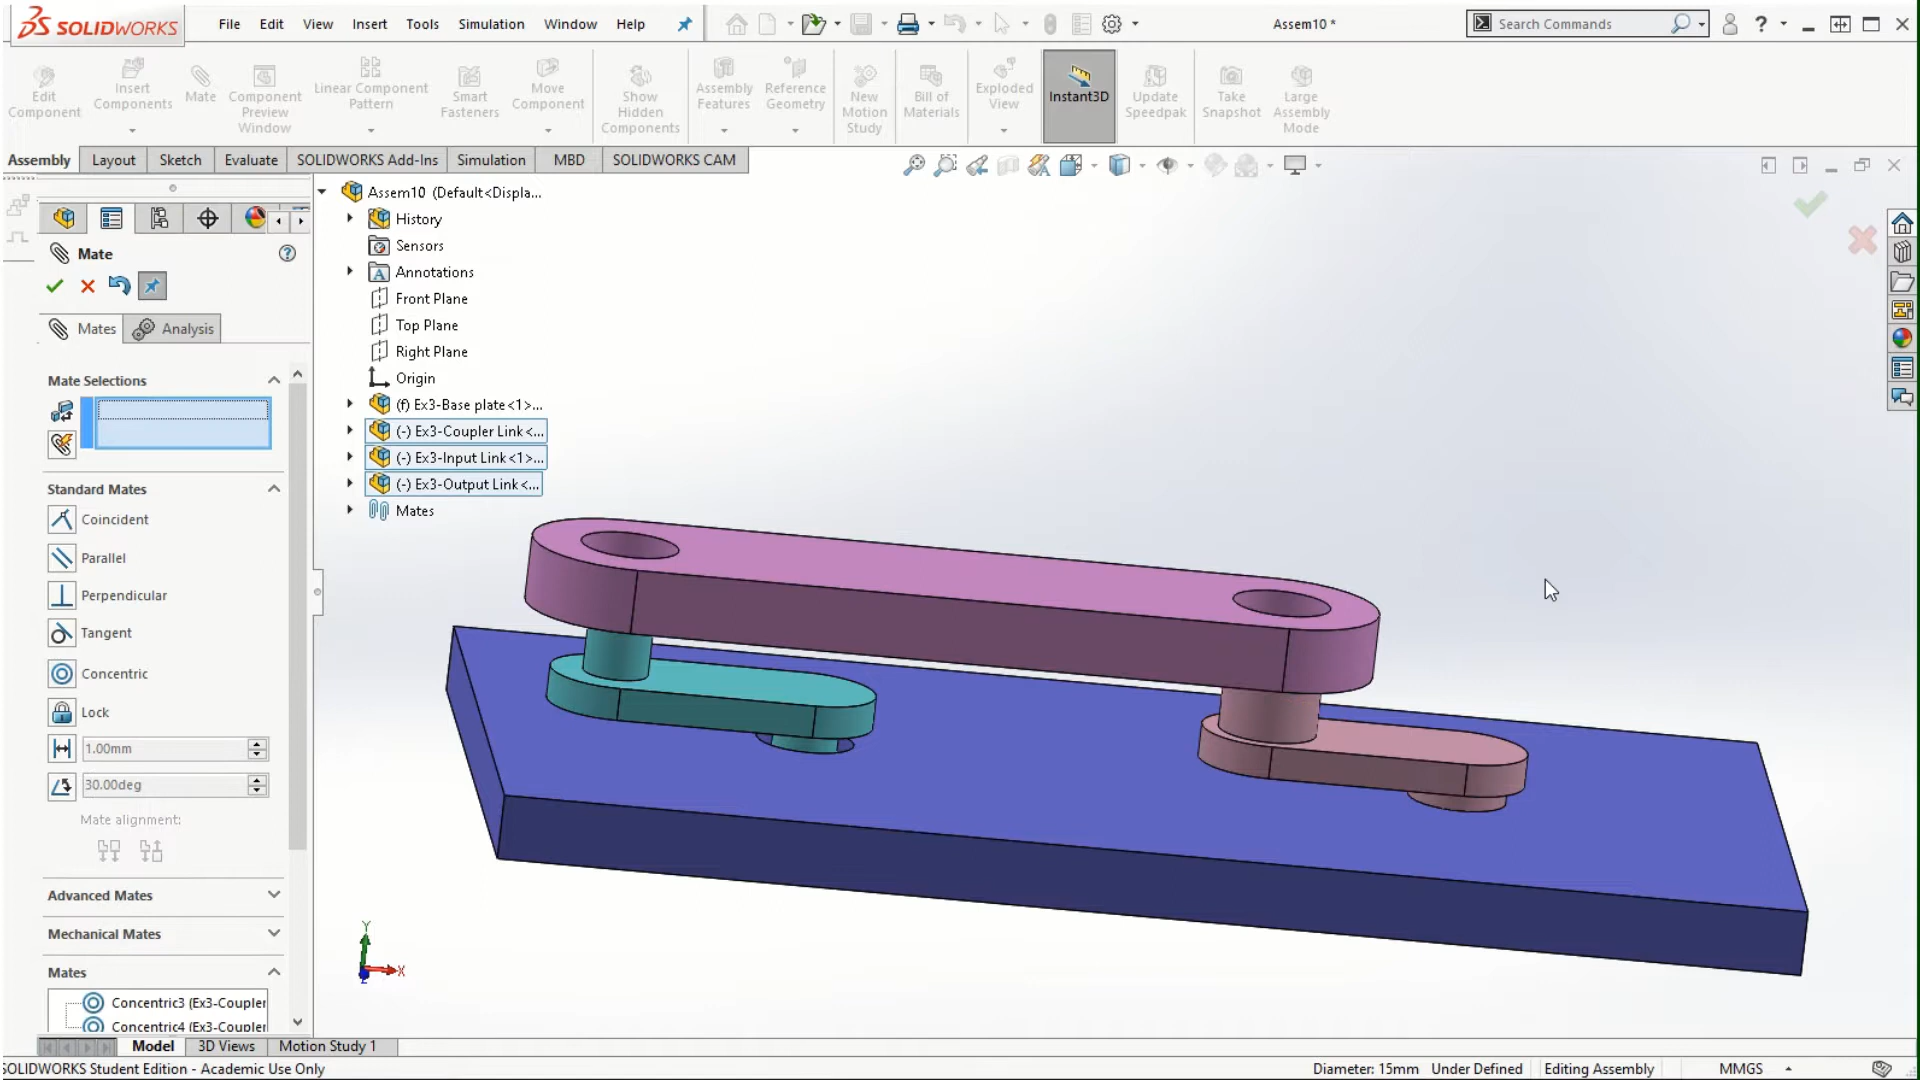 SOLIDWORKS File Edit View Insert Tools Simulation Window Help Assem10 * Search Commands ?
Edit Component
Insert Components
Mate
Component Preview Window
Linear Component Pattern
Smart Fasteners
Move Component
Show Hidden Components
Assembly Features
Reference Geometry
New Motion Study
Bill of Materials
Exploded View
Instant3D
Update Speedpak
Take Snapshot
Large Assembly Mode
Assembly Layout Sketch Evaluate SOLIDWORKS Add-Ins Simulation MBD SOLIDWORKS CAM
Mate ?
Mates Analysis
Mate Selections
Standard Mates
Coincident
Parallel
Perpendicular
Tangent
Concentric
Lock
1.00mm
30.00deg
Mate alignment:
Advanced Mates
Mechanical Mates
Mates
Concentric3 (Ex3-Coupler
Concentric4 (Ex3-Coupler
Assem10 (Default<Displa...
History
Sensors
Annotations
Front Plane
Top Plane
Right Plane
Origin
(f) Ex3-Base plate<1>...
(-) Ex3-Coupler Link<...
(-) Ex3-Input Link<1>...
(-) Ex3-Output Link<...
Mates
Y
X
Z
Model 3D Views Motion Study 1
SOLIDWORKS Student Edition - Academic Use Only Diameter: 15mm Under Defined Editing Assembly MMGS